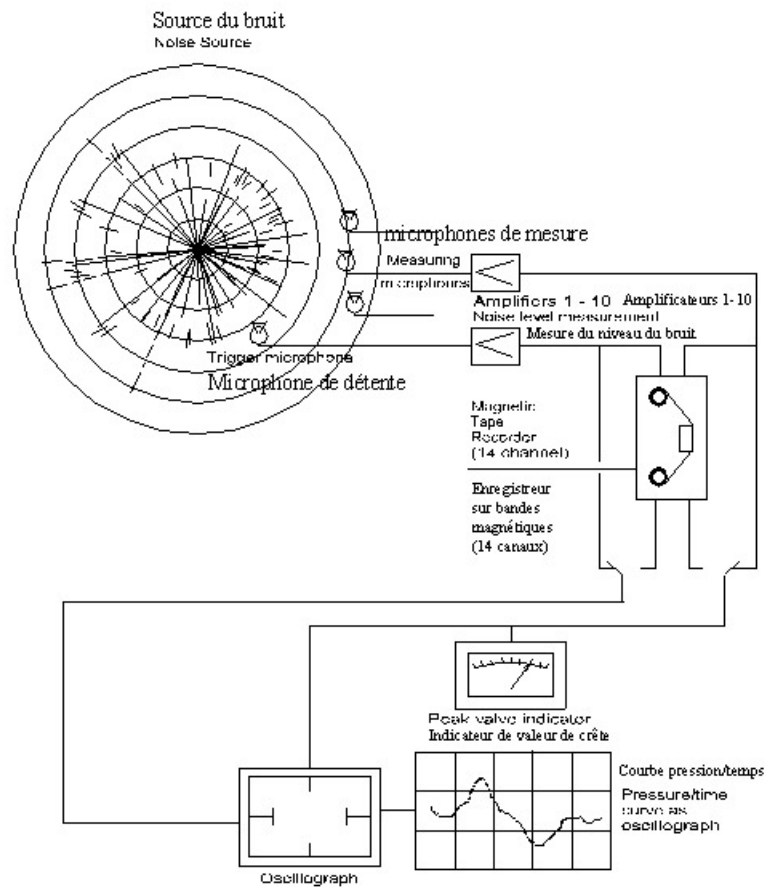 Source du bruit
Noise Source
microphones de mesure
Measuring
microphours
Amplifiers 1 - 10 Amplificateurs 1-10
Noise level measurement
Mesure du niveau du bruit
Trigger microphone
Microphone de détente
Magnetic
Tape
Recorder
(14 channel)
Enregistreur
sur bandes
magnétiques
(14 canaux)
Peak valve indicator
Indicateur de valeur de crête
Courbe pression/temps
Pressure/time
curve as
oscillograph
Oscillograph